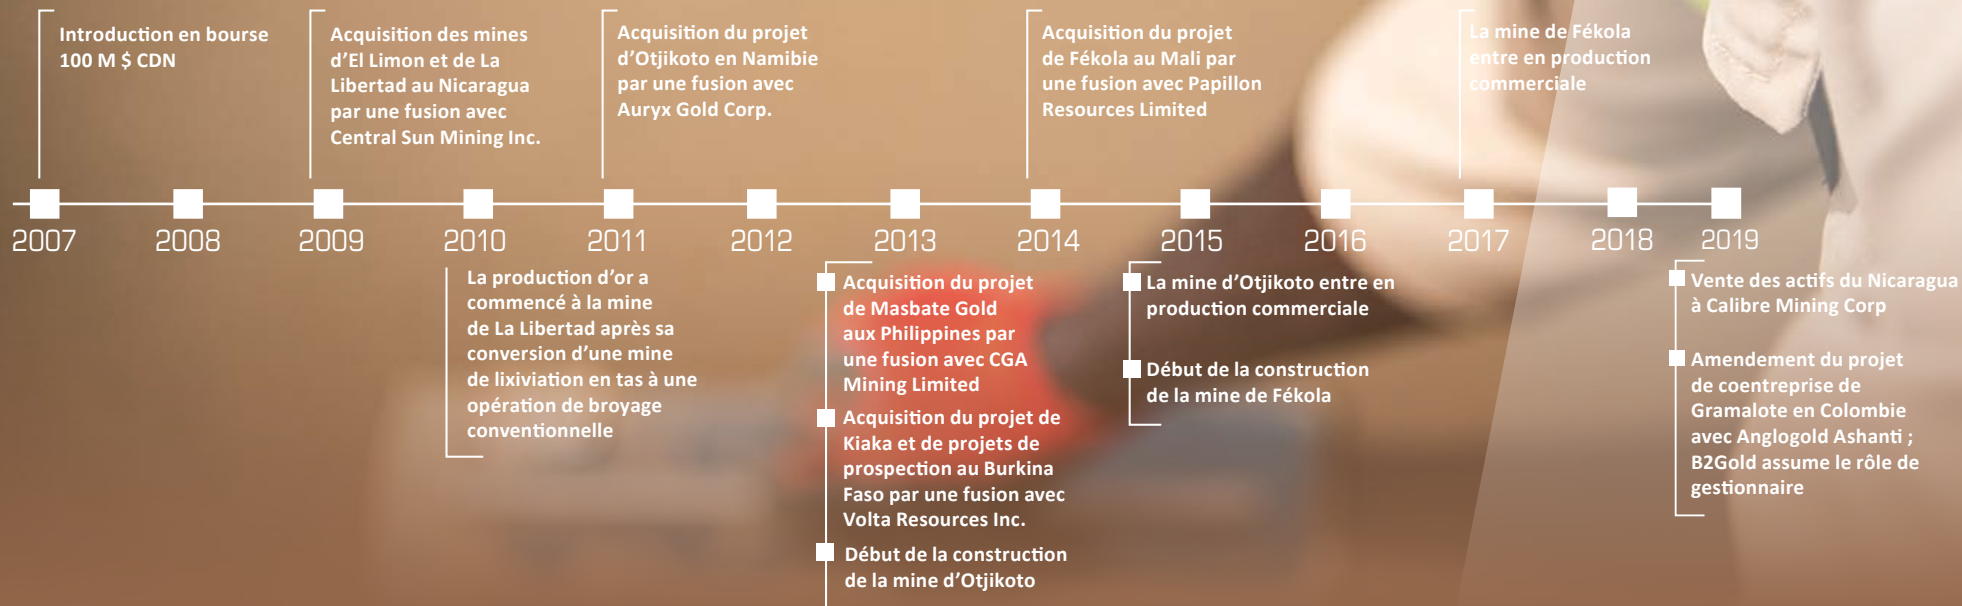 Introduction en bourse
100 M $ CDN
Acquisition des mines
d'El Limon et de La
Libertad au Nicaragua
par une fusion avec
Central Sun Mining Inc.
Acquisition du projet
d'Otjikoto en Namibie
par une fusion avec
Auryx Gold Corp.
Acquisition du projet
de Fékola au Mali par
une fusion avec Papillon
Resources Limited
La mine de Fékola
entre en production
commerciale
2007 2008 2009 2010 2011 2012 2013 2014 2015 2016 2017 2018 2019
La production d'or a
commencé à la mine
de La Libertad après sa
conversion d'une mine
de lixiviation en tas à une
opération de broyage
conventionnelle
Acquisition du projet
de Masbate Gold
aux Philippines par
une fusion avec CGA
Mining Limited
Acquisition du projet de
Kiaka et de projets de
prospection au Burkina
Faso par une fusion avec
Volta Resources Inc.
Début de la construction
de la mine d'Otjikoto
La mine d'Otjikoto entre en
production commerciale
Début de la construction
de la mine de Fékola
Vente des actifs du Nicaragua
à Calibre Mining Corp
Amendement du projet
de coentreprise de
Gramalote en Colombie
avec Anglogold Ashanti ;
B2Gold assume le rôle de
gestionnaire